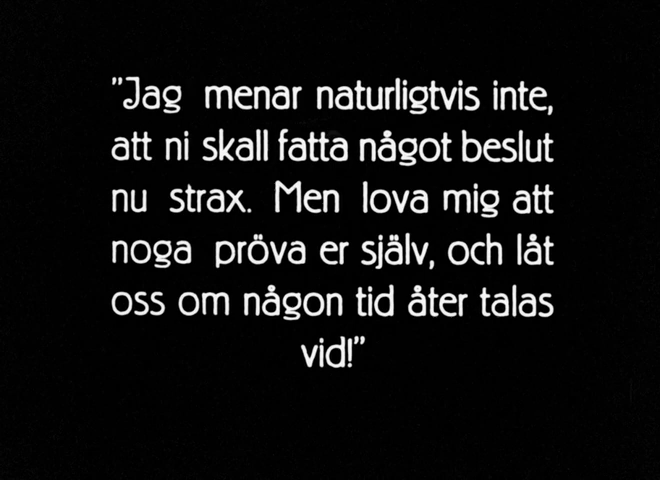 "Jag menar naturligtvis inte,
att ni skall fatta något beslut
nu strax. Men lova mig att
noga pröva er själv, och låt
oss om någon tid åter talas
vid!"